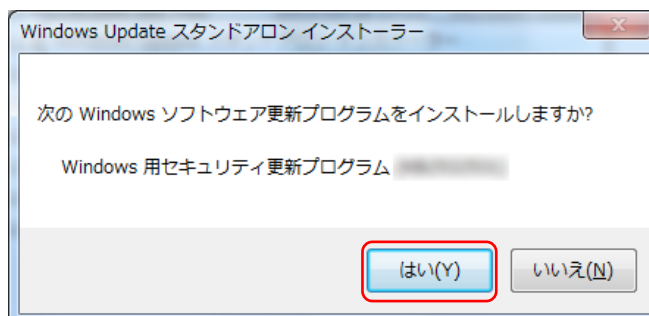 Windows Update スタンドアロン インストーラー
次の Windows ソフトウェア更新プログラムをインストールしますか?
Windows 用セキュリティ更新プログラム
はい(Y)
いいえ(N)